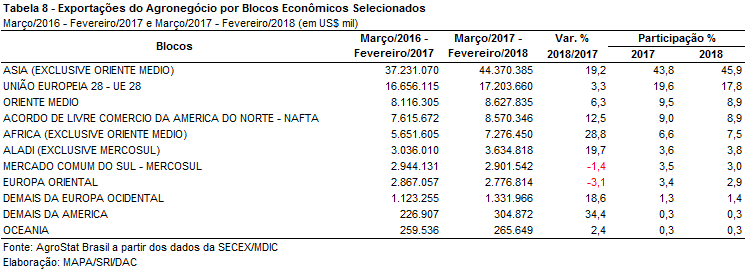 Tabela 8 - Exportações do Agronegócio por Blocos Econômicos Selecionados
Março/2016 - Fevereiro/2017 e Março/2017 - Fevereiro/2018 (em US$ mil)
Blocos Março/2016 - Fevereiro/2017 Março/2017 - Fevereiro/2018 Var. % 2018/2017 Participação % 2017 2018
ASIA (EXCLUSIVE ORIENTE MEDIO) 37.231.070 44.370.385 19,2 43,8 45,9
UNIÃO EUROPEIA 28 - UE 28 16.656.115 17.203.660 3,3 19,6 17,8
ORIENTE MEDIO 8.116.305 8.627.835 6,3 9,5 8,9
ACORDO DE LIVRE COMERCIO DA AMERICA DO NORTE - NAFTA 7.615.672 8.570.346 12,5 9,0 8,9
AFRICA (EXCLUSIVE ORIENTE MEDIO) 5.651.605 7.276.450 28,8 6,6 7,5
ALADI (EXCLUSIVE MERCOSUL) 3.036.010 3.634.818 19,7 3,6 3,8
MERCADO COMUM DO SUL - MERCOSUL 2.944.131 2.901.542 -1,4 3,5 3,0
EUROPA ORIENTAL 2.867.057 2.776.814 -3,1 3,4 2,9
DEMAIS DA EUROPA OCIDENTAL 1.123.255 1.331.966 18,6 1,3 1,4
DEMAIS DA AMERICA 226.907 304.872 34,4 0,3 0,3
OCEANIA 259.536 265.649 2,4 0,3 0,3
Fonte: AgroStat Brasil a partir dos dados da SECEX/MDIC
Elaboração: MAPA/SRI/DAC